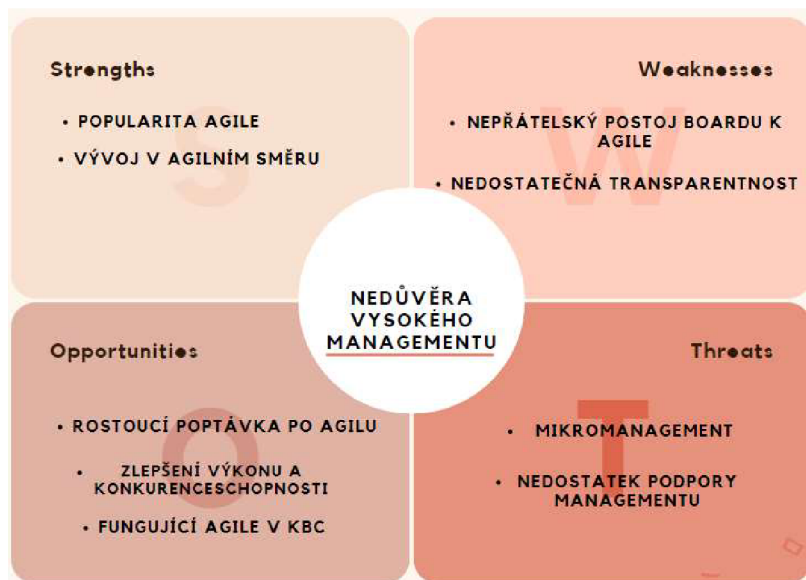 Strengths
• POPULARITA AGILE
• VÝVOJ V AGILNÍM SMĚRU
S
Weaknesses
• NEPŘÁTELSKÝ POSTOJ BOARDU K
AGILE
• NEDOSTATEČNÁ TRANSPARENTNOST
W
NEDŮVĚRA
VYSOKÉHO
MANAGEMENTU
Opportunities
• ROSTOUCÍ POPTÁVKA PO AGILU
• ZLEPŠENÍ VÝKONU A
KONKURENCESCHOPNOSTI
• FUNGUJÍCÍ AGILE V KBC
O
Threats
• MIKROMANAGEMENT
• NEDOSTATEK PODPORY
MANAGEMENTU
T